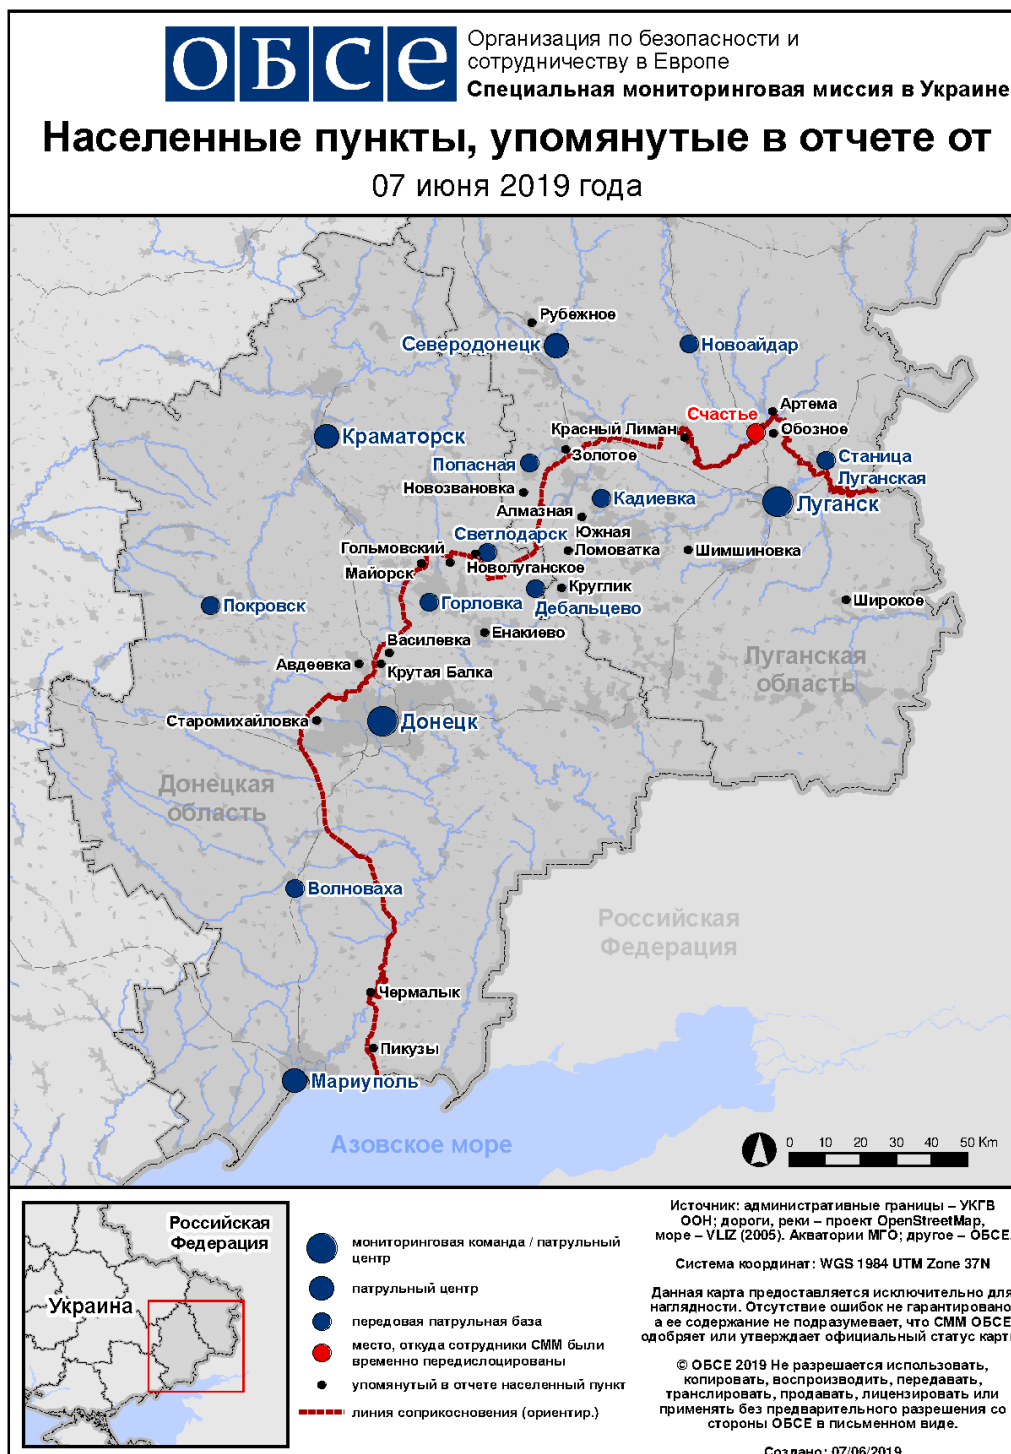 ОБСЕ
Организация по безопасности и
сотрудничеству в Европе
Специальная мониторинговая миссия в Украине
Населенные пункты, упомянутые в отчете от
07 июня 2019 года
Рубежное
Северодонецк
Новоайдар
Счастье
Артема
Красный Лиман
Обозное
Краматорск
Золотое
Станица
Луганская
Попасная
Новозвановка
Кадиевка
Луганск
Алмазная
Светлодарск
Южная
Гольмовский
Ломоватка
Шимшиновка
Майорск
Новолуганское
Круглик
Покровск
Горловка
Дебальцево
Широкое
Василевка
Енакиево
Авдеевка
Крутая Балка
Луганская
область
Старомихайловка
Донецк
Донецкая
область
Волноваха
Российская
Федерация
Чермалык
Пикузы
Мариуполь
Азовское море
0 10 20 30 40 50 Km
Российская
Федерация
Украина
мониторинговая команда / патрульный
центр
патрульный центр
передовая патрульная база
место, откуда сотрудники СММ были
временно передислоцированы
упомянутый в отчете населенный пункт
линия соприкосновения (ориентир.)
Источник: административные границы – УКГВ
ООН; дороги, реки – проект OpenStreetMap,
море – VLIZ (2005). Акватории МГО; другое – ОБСЕ.
Система координат: WGS 1984 UTM Zone 37N
Данная карта предоставляется исключительно для
наглядности. Отсутствие ошибок не гарантировано
а ее содержание не подразумевает, что СММ ОБСЕ
одобряет или утверждает официальный статус карт
© ОБСЕ 2019 Не разрешается использовать,
копировать, воспроизводить, передавать,
транслировать, продавать, лицензировать или
применять без предварительного разрешения со
стороны ОБСЕ в письменном виде.
Создано: 07/06/2019